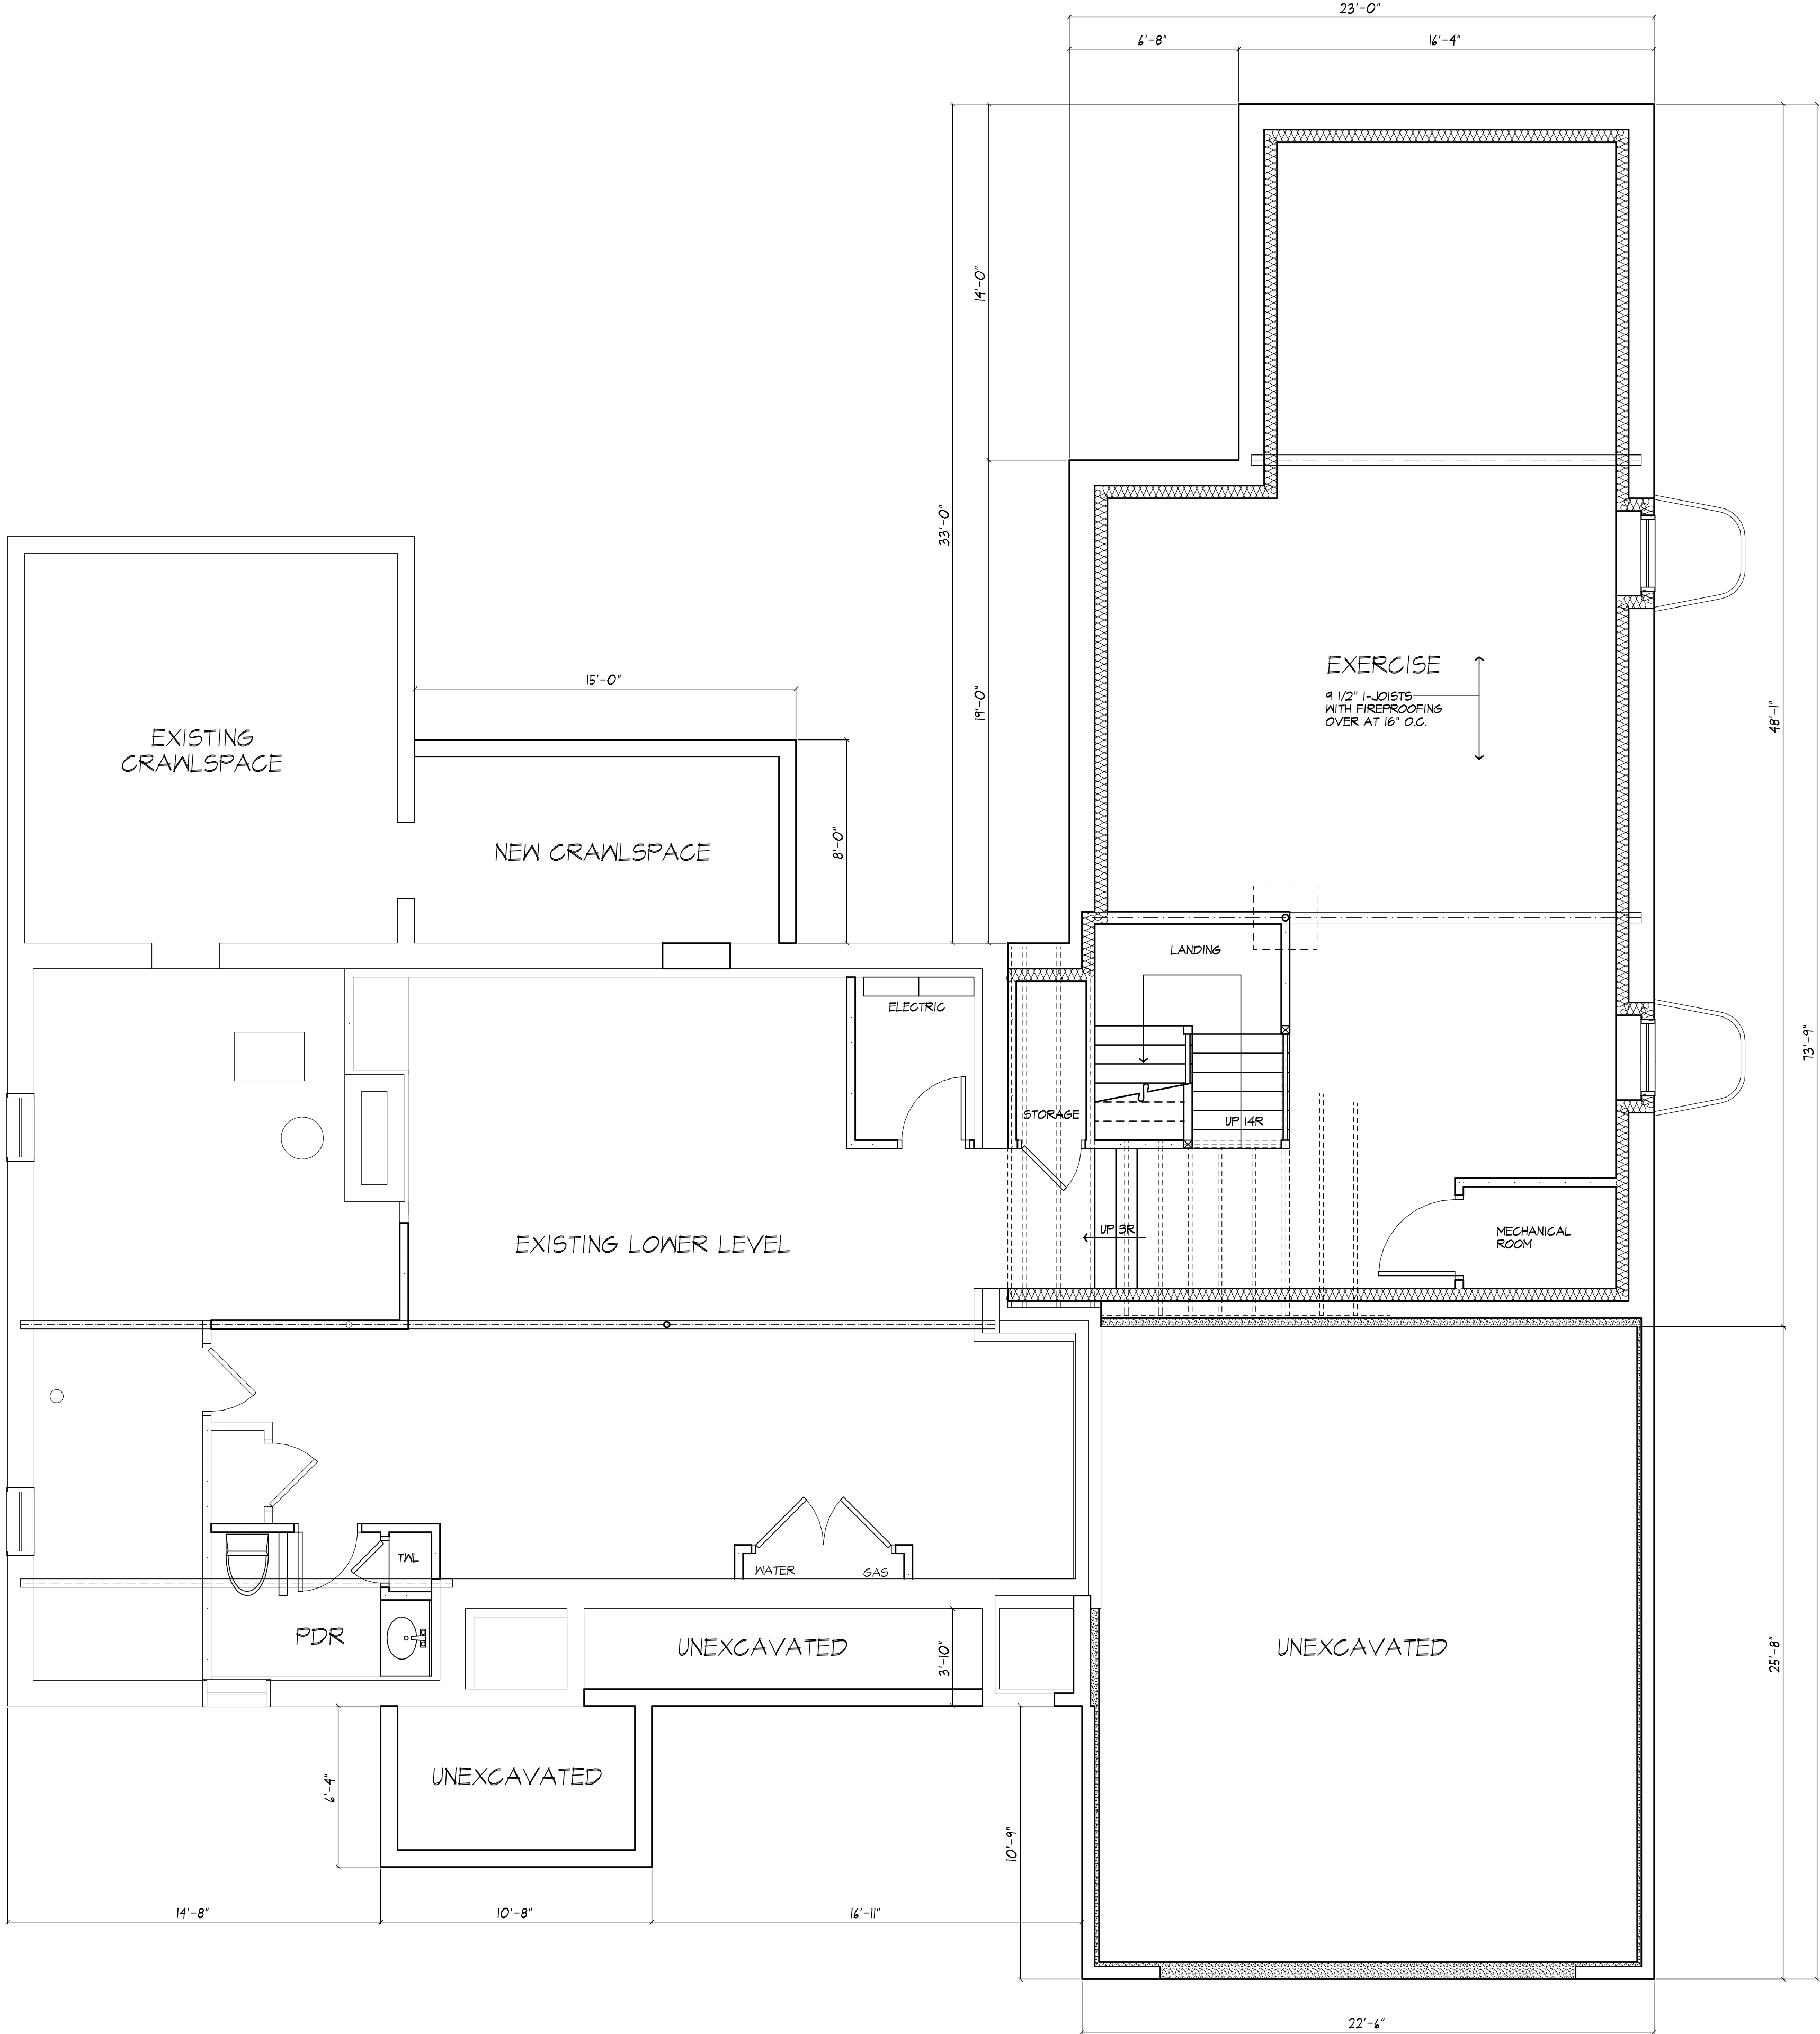 23'-0"
6'-8"
16'-4"
14'-0"
33'-0"
19'-0"
48'-1"
73'-9"
EXERCISE
9 1/2" I-JOISTS
WITH FIREPROOFING
OVER AT 16" O.C.
15'-0"
EXISTING
CRAWLSPACE
8'-0"
NEW CRAWLSPACE
LANDING
ELECTRIC
STORAGE
UP 14R
UP 3R
MECHANICAL
ROOM
EXISTING LOWER LEVEL
TWL
WATER
GAS
PDR
UNEXCAVATED
3'-10"
UNEXCAVATED
25'-8"
UNEXCAVATED
6'-4"
10'-9"
14'-8"
10'-8"
16'-11"
22'-6"